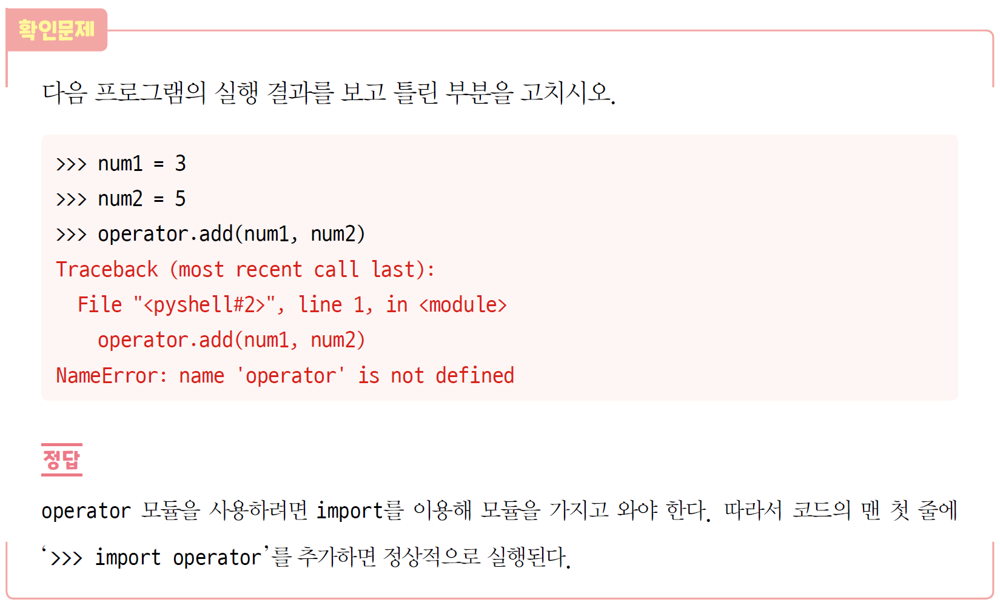 확인문제
다음 프로그램의 실행 결과를 보고 틀린 부분을 고치시오.
>>> num1 = 3
>>> num2 = 5
>>> operator.add(num1, num2)
Traceback (most recent call last):
  File "<pyshell#2>", line 1, in <module>
    operator.add(num1, num2)
NameError: name 'operator' is not defined
정답
operator 모듈을 사용하려면 import를 이용해 모듈을 가지고 와야 한다. 따라서 코드의 맨 첫 줄에
‘>>> import operator’를 추가하면 정상적으로 실행된다.